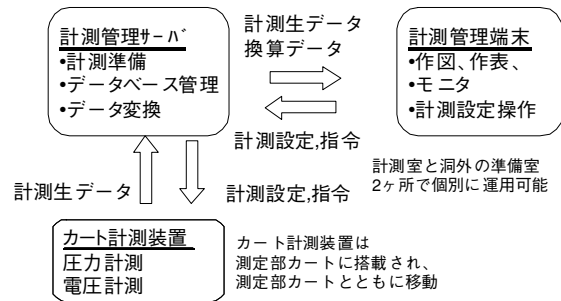 計測管理ｻｰﾊﾞ
•計測準備
•データベース管理
•データ変換
計測生データ
換算データ
計測設定,指令
計測管理端末
•作図、作表、
•モニタ
•計測設定操作
計測室と洞外の準備室
2ヶ所で個別に運用可能
計測生データ
計測設定,指令
カート計測装置
圧力計測
電圧計測
カート計測装置は
測定部カートに搭載され、
測定部カートとともに移動